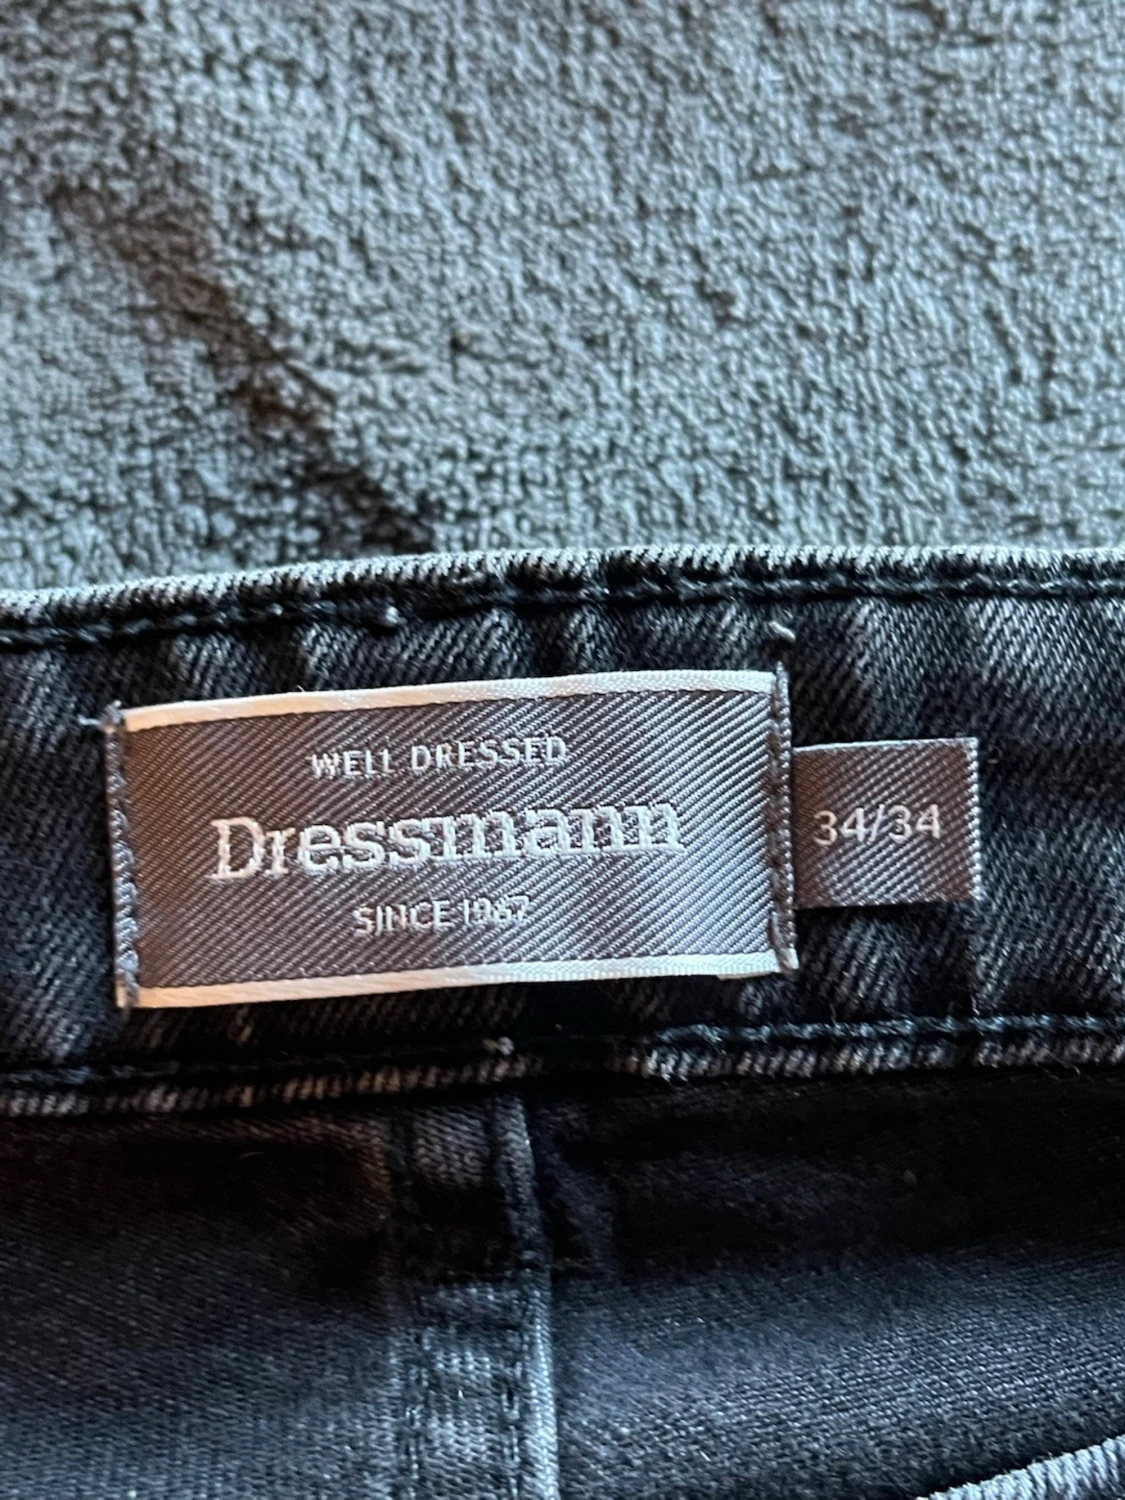 WELL DRESSED
Dressmann
SINCE 1967
34/34